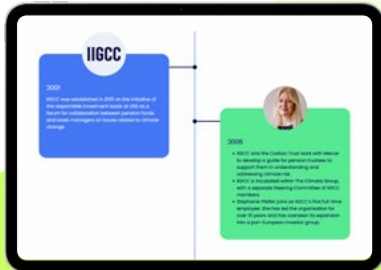 IIGCC
2001
IIGCC was established in 2001 on the initiative of
the responsible investment leads at USS as a
forum for collaboration between pension funds
and asset managers on issues related to climate
change.
2005
IIGCC and the Carbon Trust work with Mercer
to develop a guide for pension trustees to
support them in understanding and
addressing climate risk.
IIGCC is incubated within The Climate Group,
with a separate Steering Committee of IIGCC
members.
Stephanie Pfeifer joins as IIGCC's first full-time
employee. She has led the organisation for
over 15 years and has overseen its expansion
into a pan-European investor group.